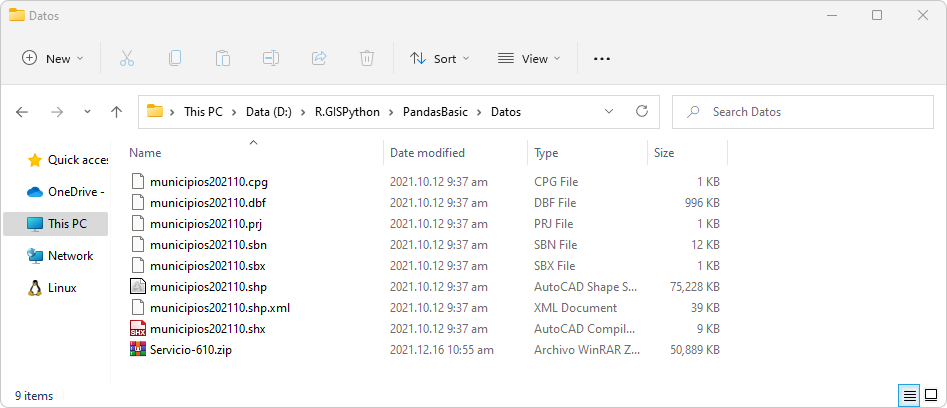 Datos
New Sort View
This PC Data (D:) R.GISPython PandasBasic Datos Search Datos
Name Date modified Type Size
Quick acces
OneDrive -
This PC
Network
Linux
municipios202110.cpg 2021.10.12 9:37 am CPG File 1 KB
municipios202110.dbf 2021.10.12 9:37 am DBF File 996 KB
municipios202110.prj 2021.10.12 9:37 am PRJ File 1 KB
municipios202110.sbn 2021.10.12 9:37 am SBN File 12 KB
municipios202110.sbx 2021.10.12 9:37 am SBX File 1 KB
municipios202110.shp 2021.10.12 9:37 am AutoCAD Shape S... 75,228 KB
municipios202110.shp.xml 2021.10.12 9:37 am XML Document 39 KB
SHX municipios202110.shx 2021.10.12 9:37 am AutoCAD Compil... 9 KB
Servicio-610.zip 2021.12.16 10:55 am Archivo WinRAR Z... 50,889 KB
9 items